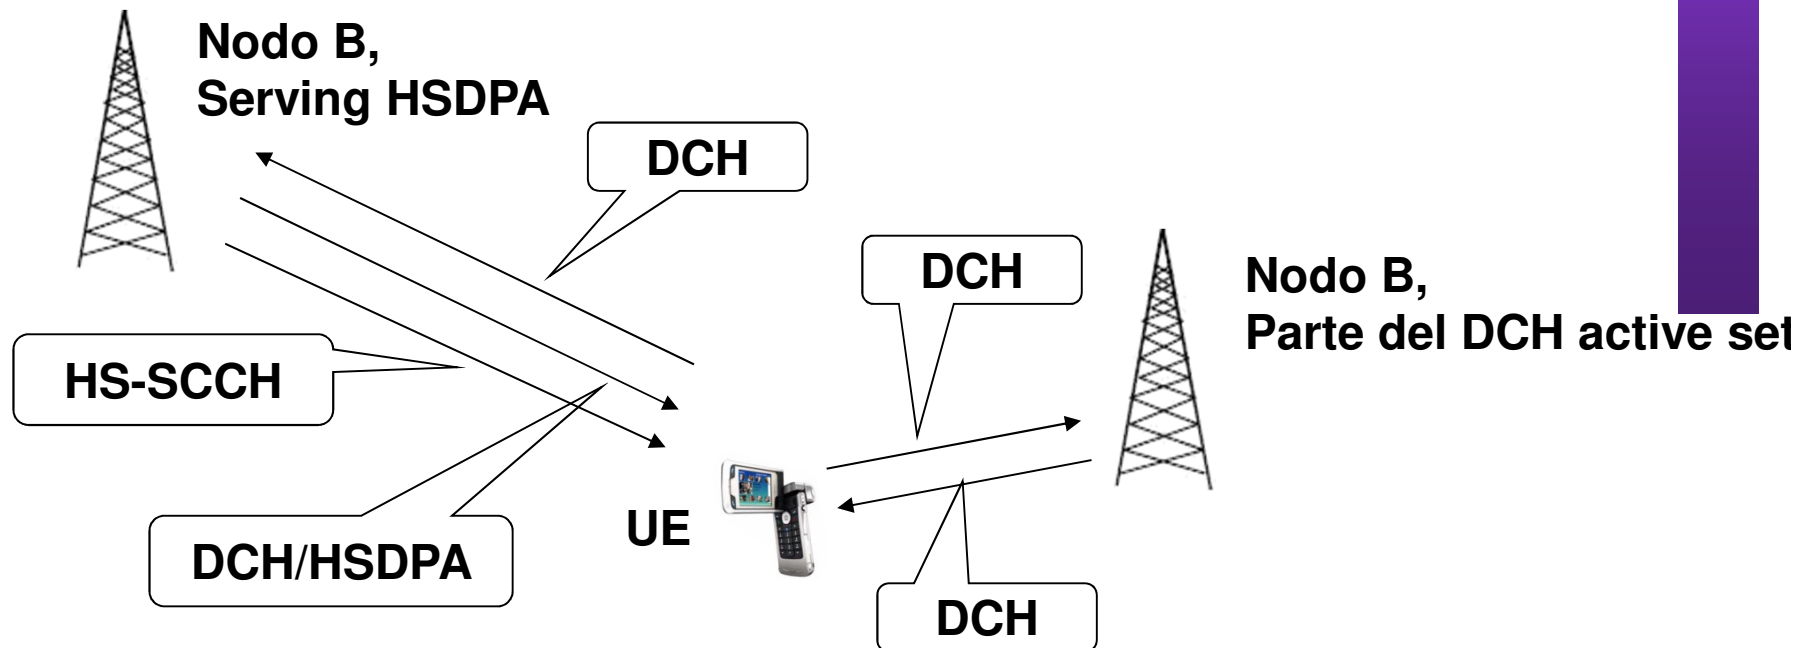 Nodo B,
Serving HSDPA
DCH
DCH
Nodo B,
Parte del DCH active set
HS-SCCH
UE
DCH/HSDPA
DCH